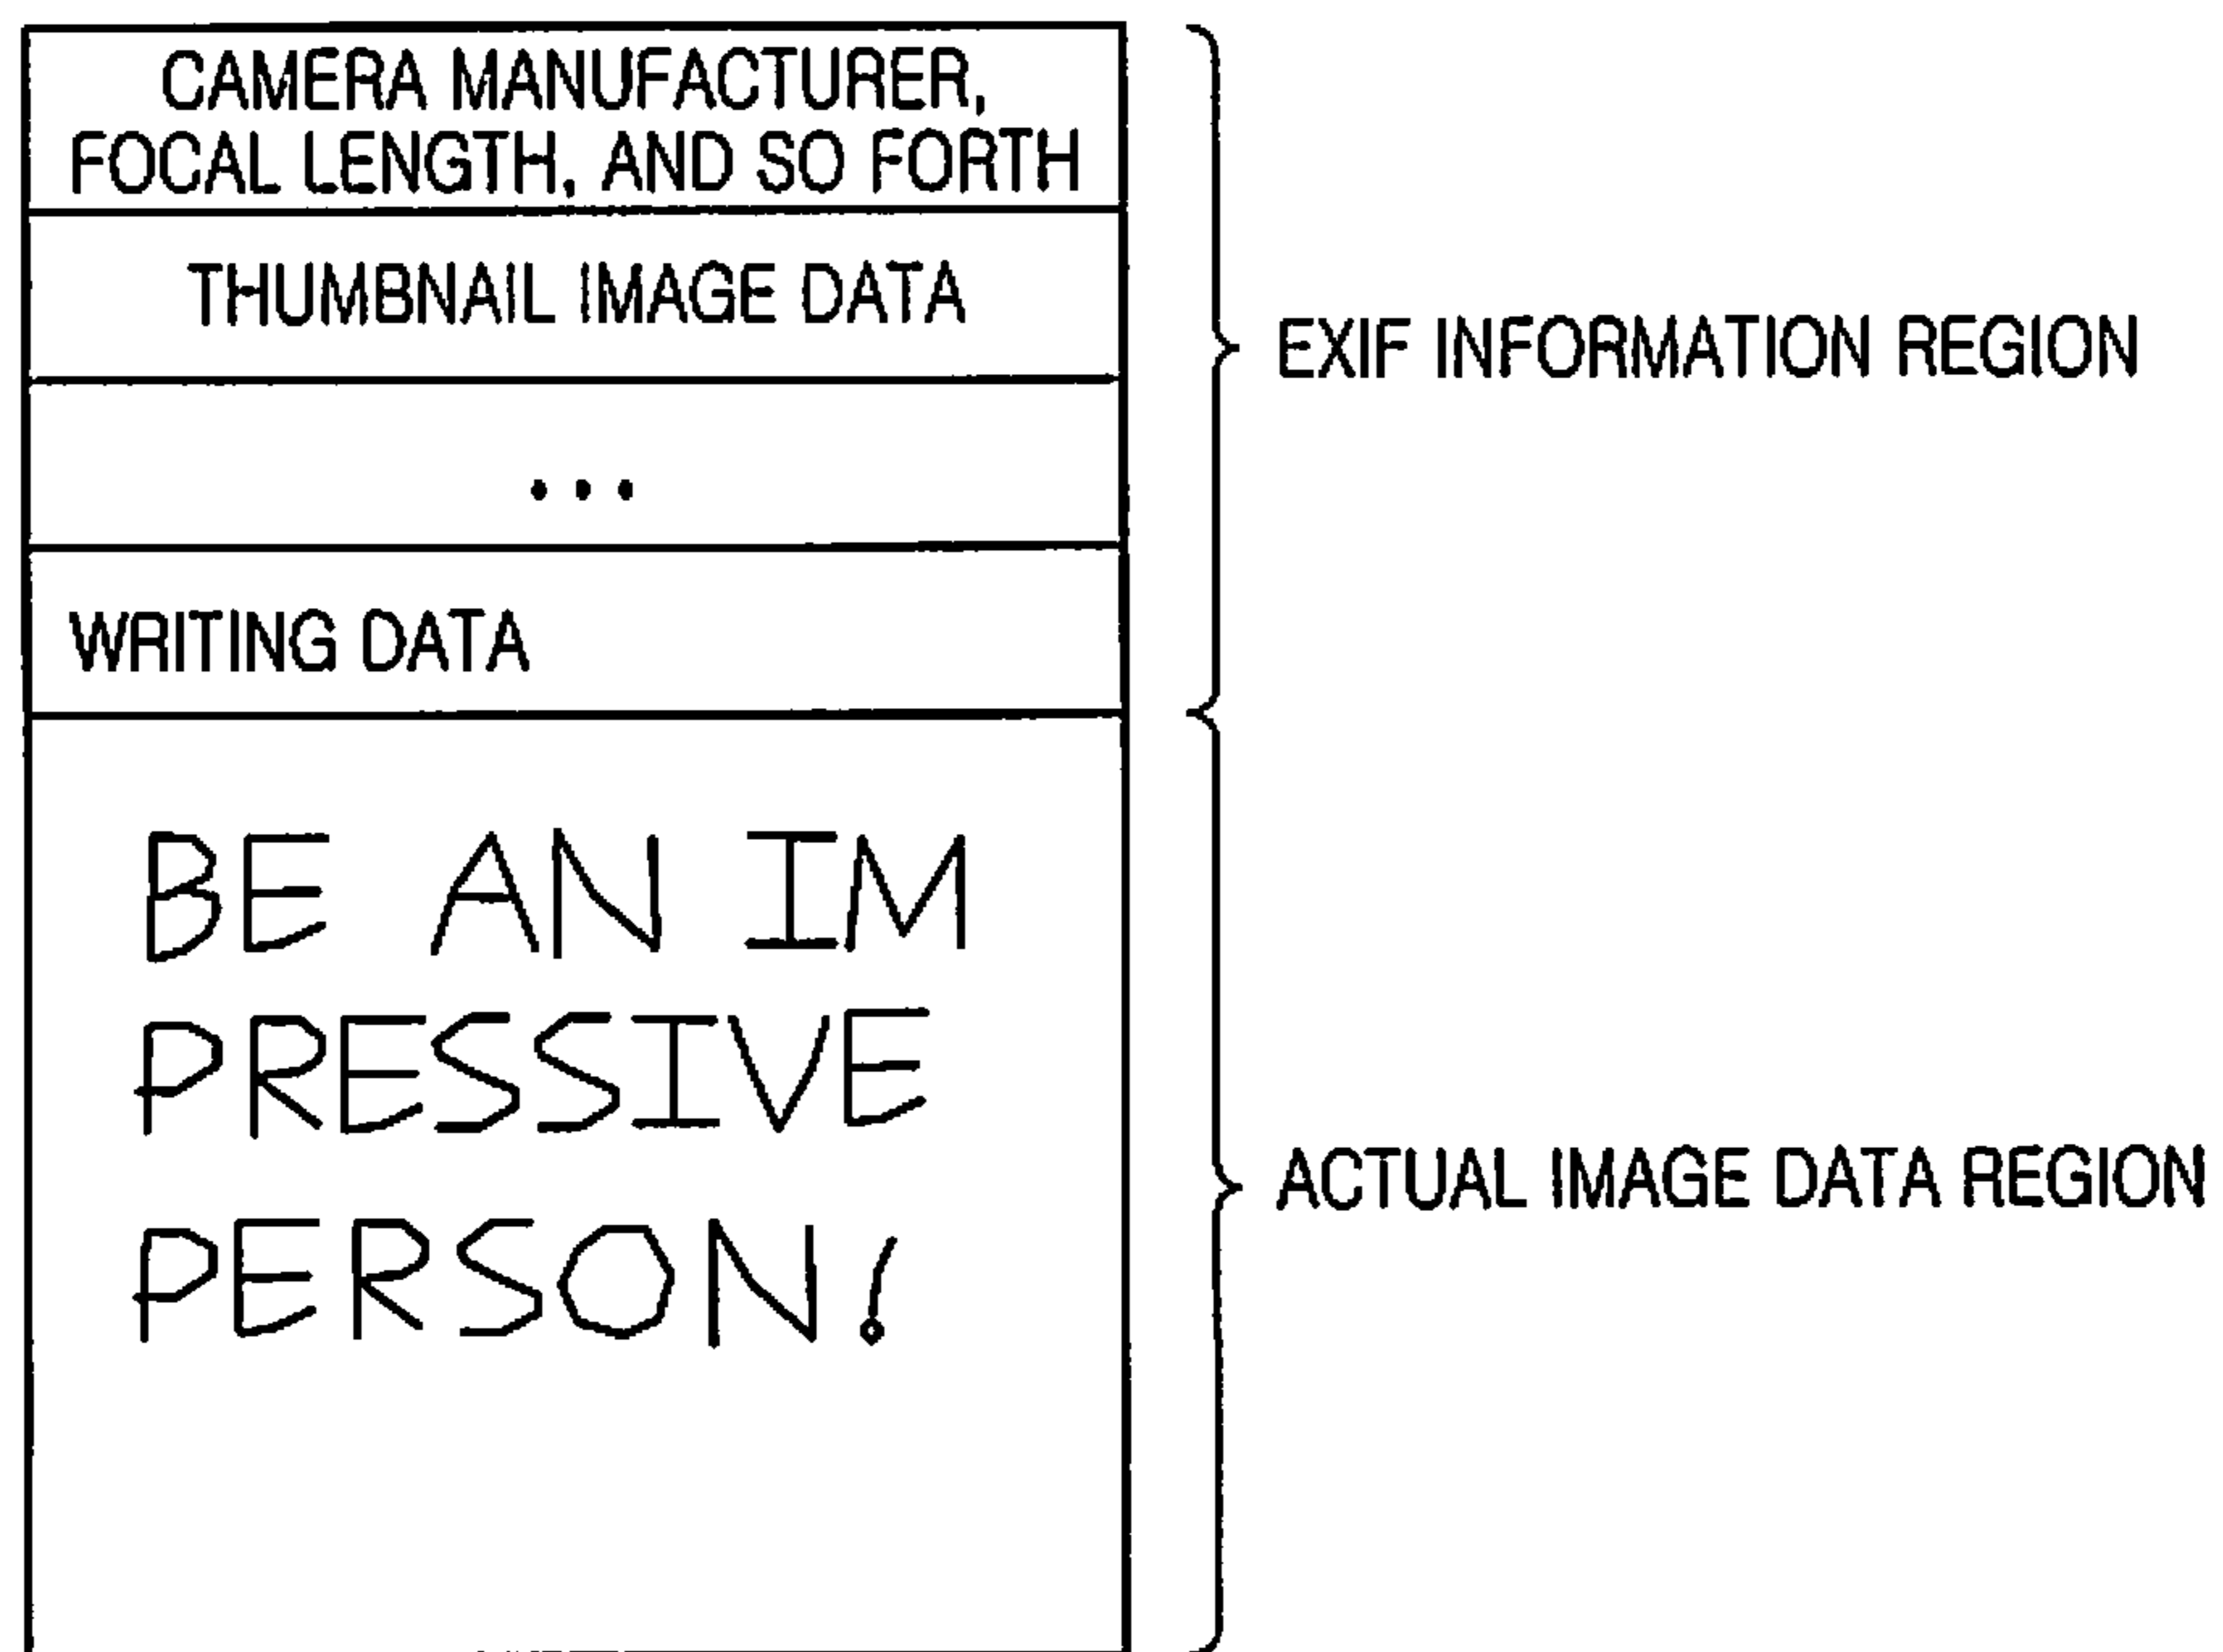 CAMERA MANUFACTURER,
FOCAL LENGTH, AND SO FORTH
THUMBNAIL IMAGE DATA
EXIF INFORMATION REGION
...
WRITING DATA
BE AN IM
PRESSIVE
PERSON!
ACTUAL IMAGE DATA REGION